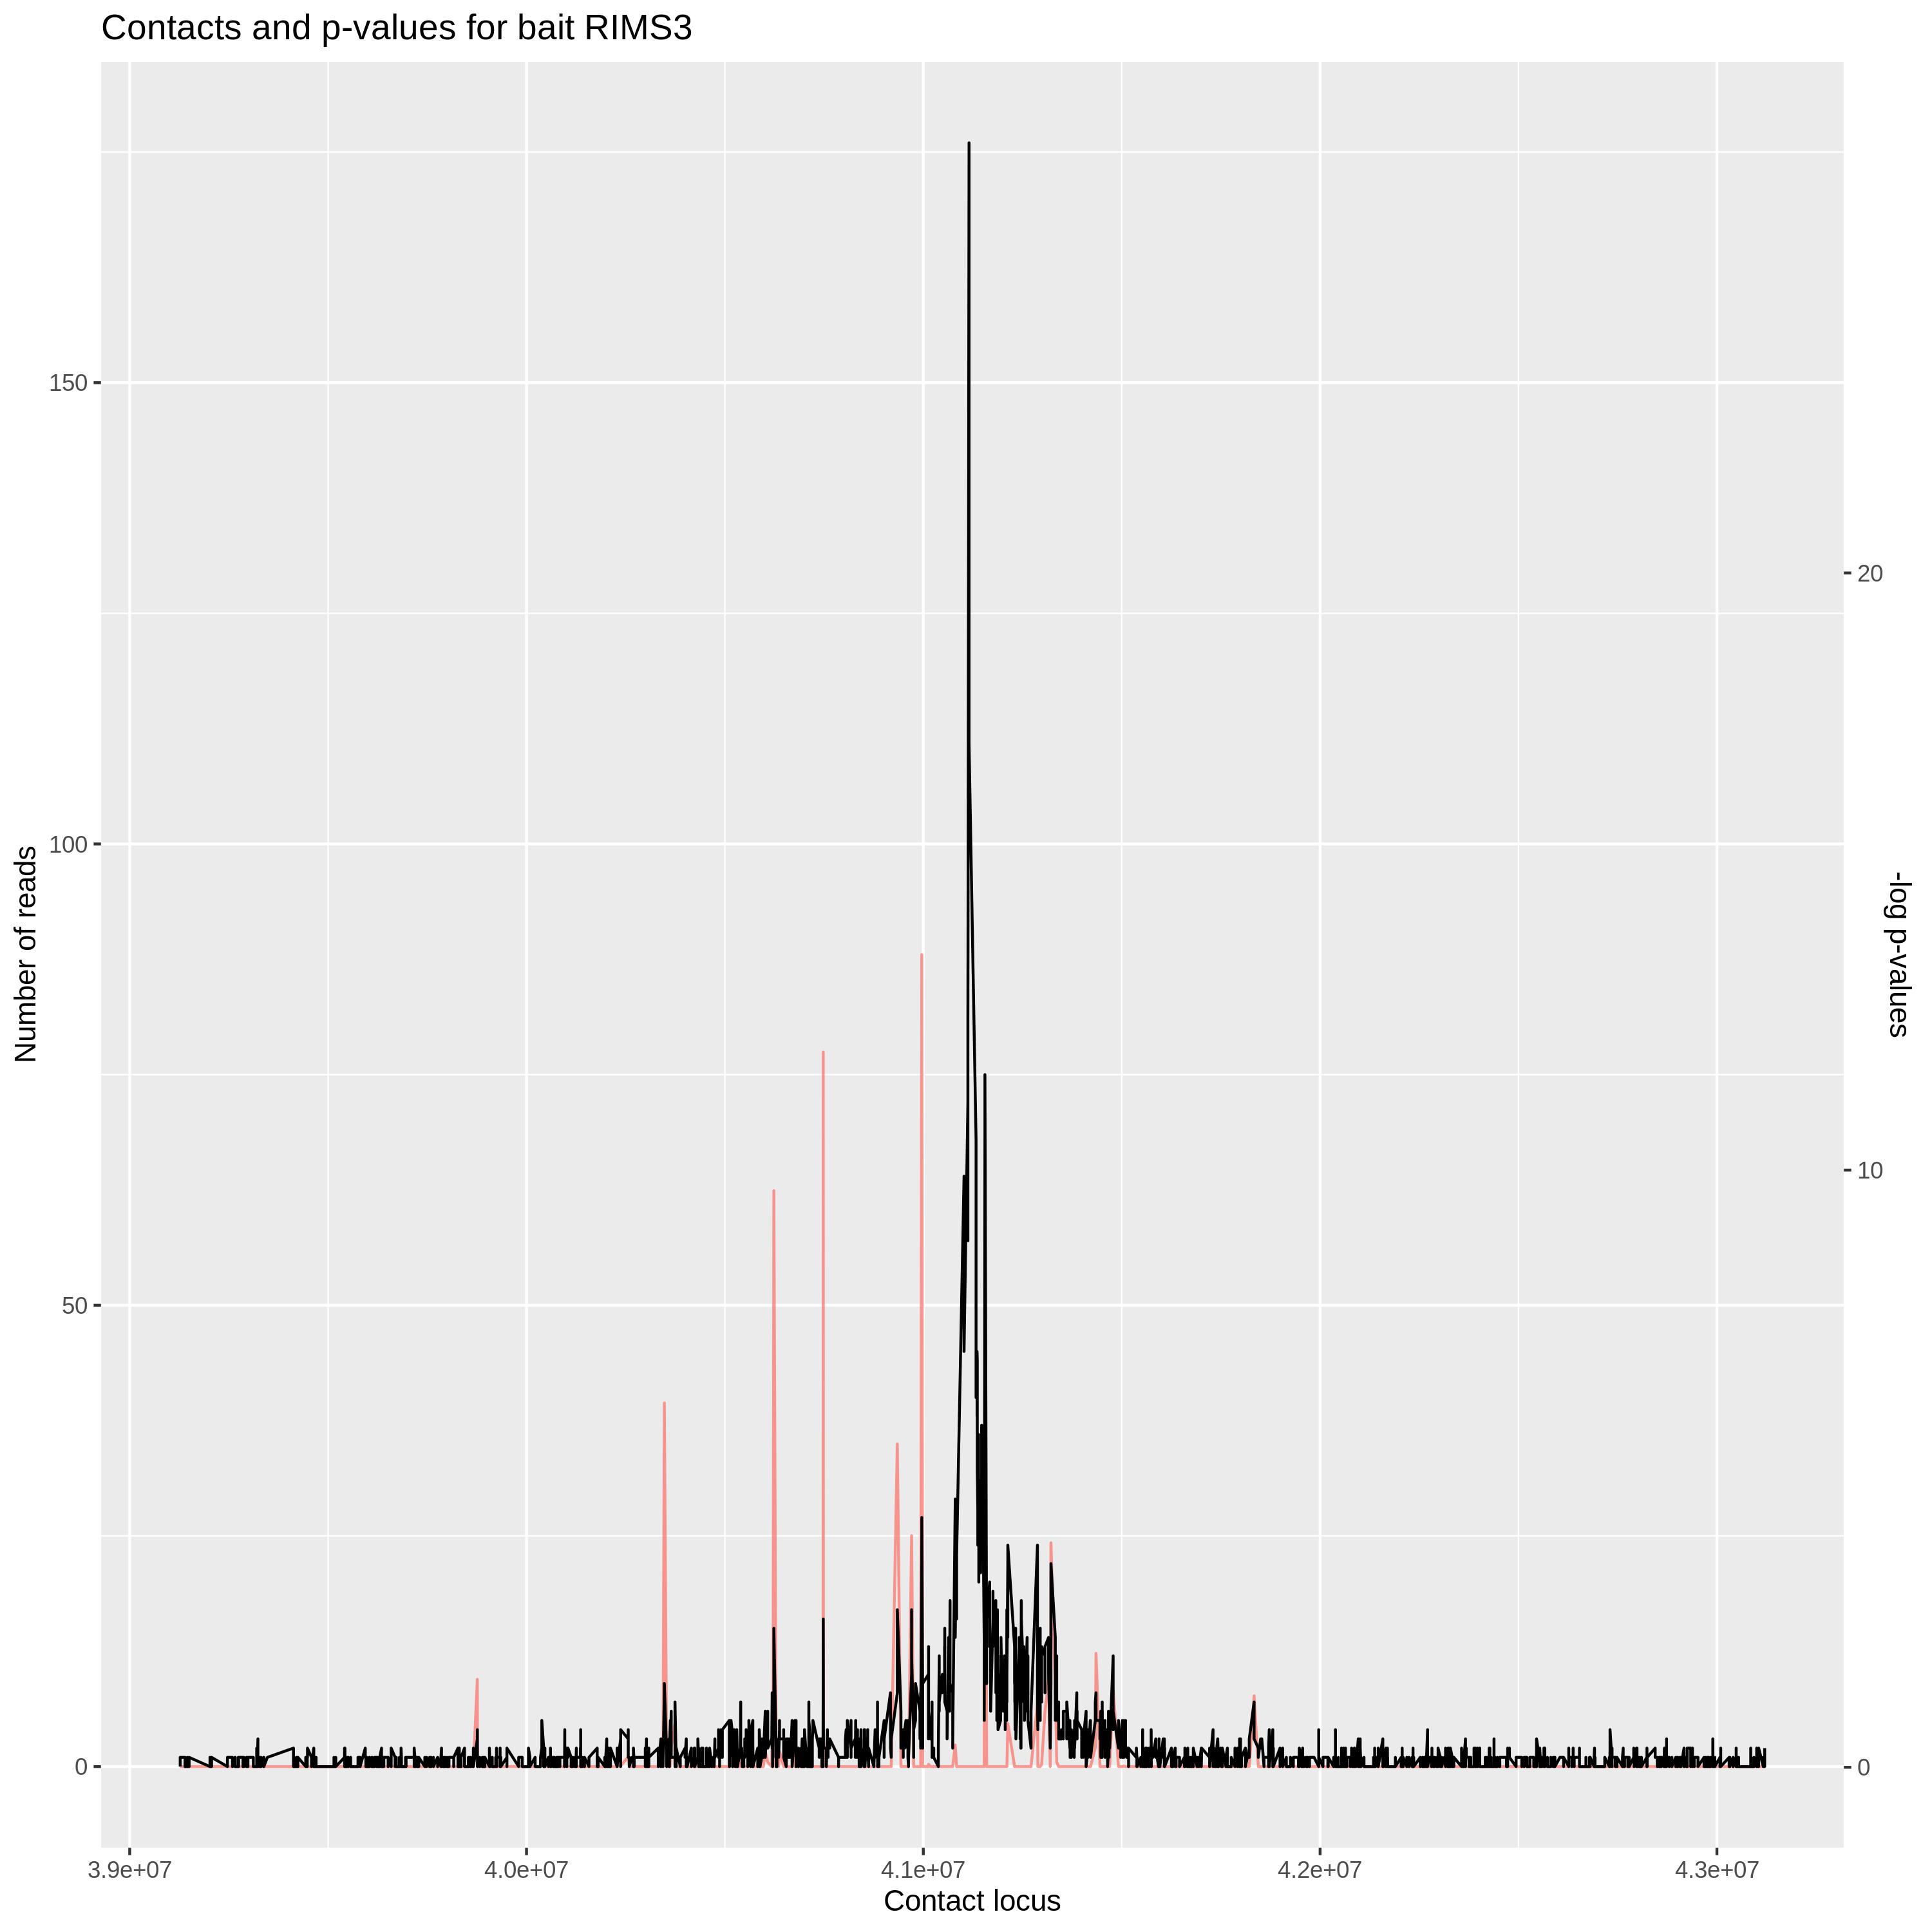 Contacts and p-values for bait RIMS3
Number of reads
150
100
50
0
20
10
0
-log p-values
3.9e+07
4.0e+07
4.1e+07
4.2e+07
4.3e+07
Contact locus